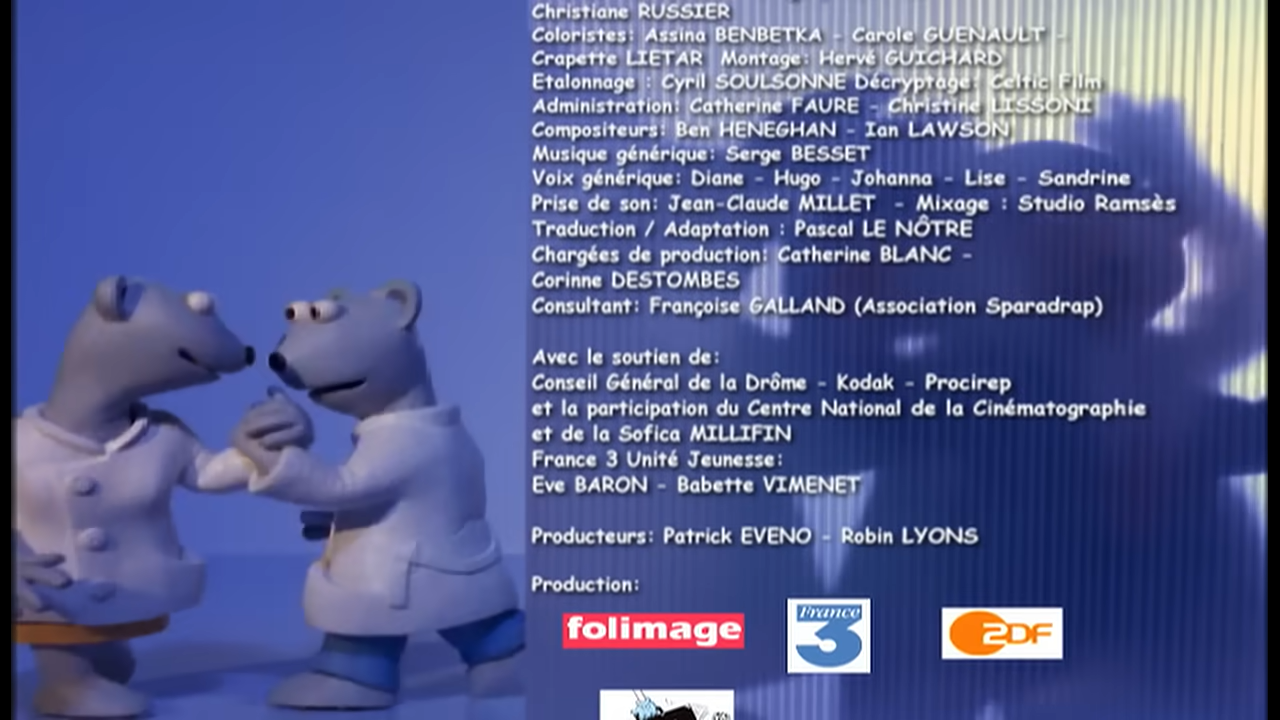 Christiane RUSSIER
Coloristes: Assina BENBETKA - Carole GUENAULT -
Crapette LIETAR Montage: Hervé GUICHARD
Etalonnage : Cyril SOULSONNE Décryptage: Celtic Film
Administration: Catherine FAURE - Christine LISSONI
Compositeurs: Ben HENEGHAN - Ian LAWSON
Musique générique: Serge BESSET
Voix générique: Diane - Hugo - Johanna - Lise - Sandrine
Prise de son: Jean-Claude MILLET - Mixage : Studio Ramsès
Traduction / Adaptation : Pascal LE NÔTRE
Chargées de production: Catherine BLANC -
Corinne DESTOMBES
Consultant: Françoise GALLAND (Association Sparadrap)
Avec le soutien de:
Conseil Général de la Drôme - Kodak - Procirep
et la participation du Centre National de la Cinématographie
et de la Sofica MILLIFIN
France 3 Unité Jeunesse:
Eve BARON - Babette VIMENET
Producteurs: Patrick EVENO - Robin LYONS
Production:
folimage
France 3
ZDF